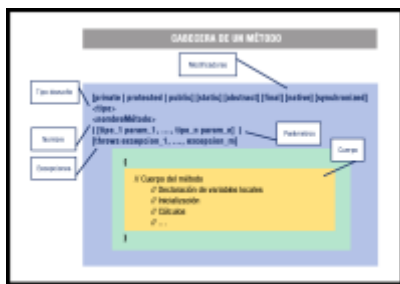 CABECERA DE UN MÉTODO
Modificadores
Tipo devuelto
[private | protected | public] [static] [abstract] [final] [native] [synchronized]
<tipo>
<nombreMétodo>
( [tipo_1 param_1, ..., tipo_n param_n] )
[throws excepcion_1, ..., excepcion_m]
Nombre
Parámetros
Excepciones
Cuerpo
{
// Cuerpo del método
// Declaración de variables locales
// Inicialización
// Cálculos
// ...
}